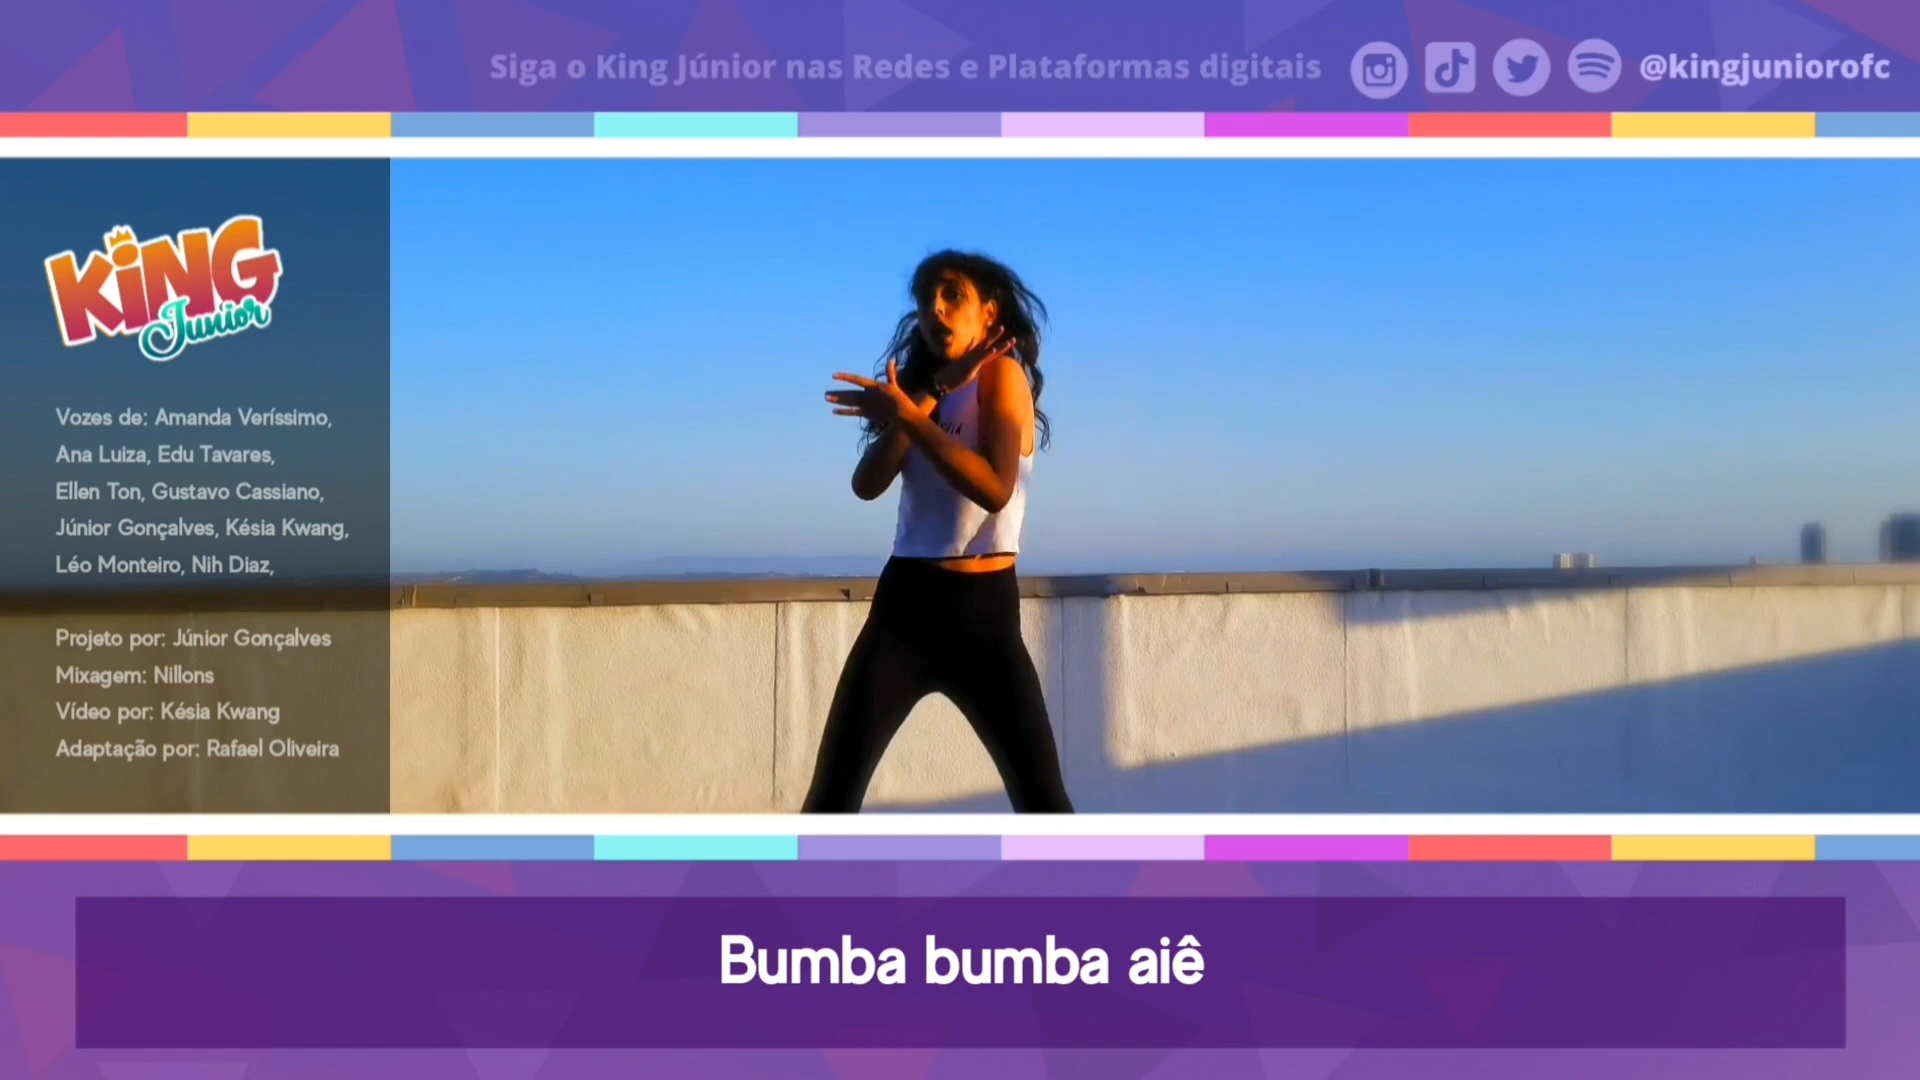 Siga o King Júnior nas Redes e Plataformas digitais @kingjuniorofc
KiNG
Junior
Vozes de: Amanda Veríssimo,
Ana Luiza, Edu Tavares,
Ellen Ton, Gustavo Cassiano,
Júnior Gonçalves, Késia Kwang,
Léo Monteiro, Nih Diaz,
Projeto por: Júnior Gonçalves
Mixagem: Nillons
Vídeo por: Késia Kwang
Adaptação por: Rafael Oliveira
Bumba bumba aiê